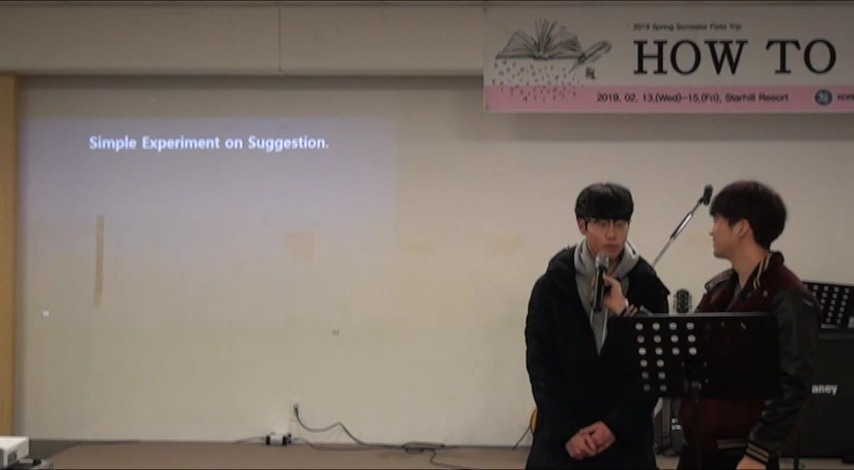 2019 Spring Semester Field Trip
HOW TO
2019, 02, 13,(Wed)-15,(Fri), Starhill Resort
Simple Experiment on Suggestion.
aney